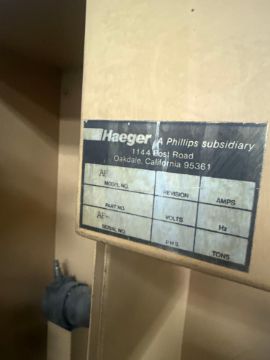 Haeger A Phillips subsidiary
1144 Post Road
Oakdale, California 95361
MODEL NO. REVISION AMPS
PART NO. VOLTS Hz
SERIAL NO. PHS. TONS